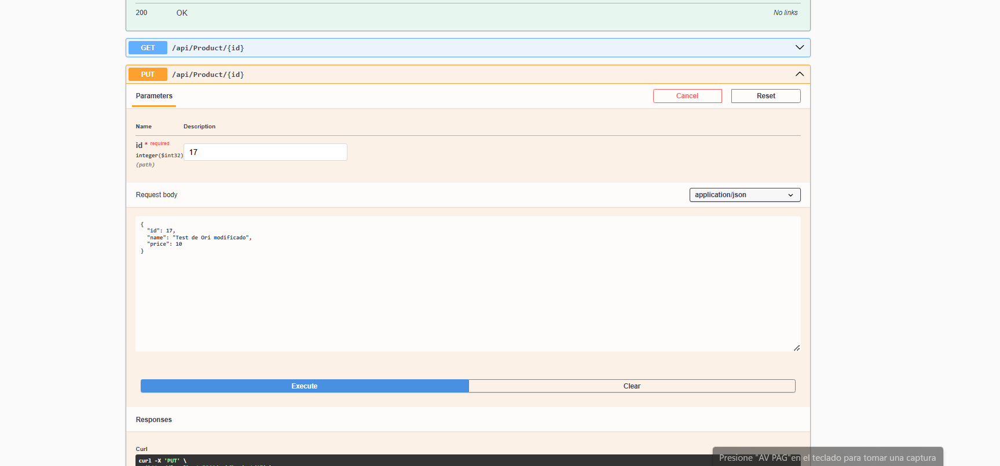 200 OK No links
GET /api/Product/{id}
PUT /api/Product/{id}
Parameters Cancel Reset
Name Description
id * required
integer($int32)
(path)
17
Request body application/json
{
"id": 17,
"name": "Test de Ori modificado",
"price": 10
}
Execute Clear
Responses
Curl
curl -X 'PUT' \
Presione "AV PAG"en el teclado para tomar una captura